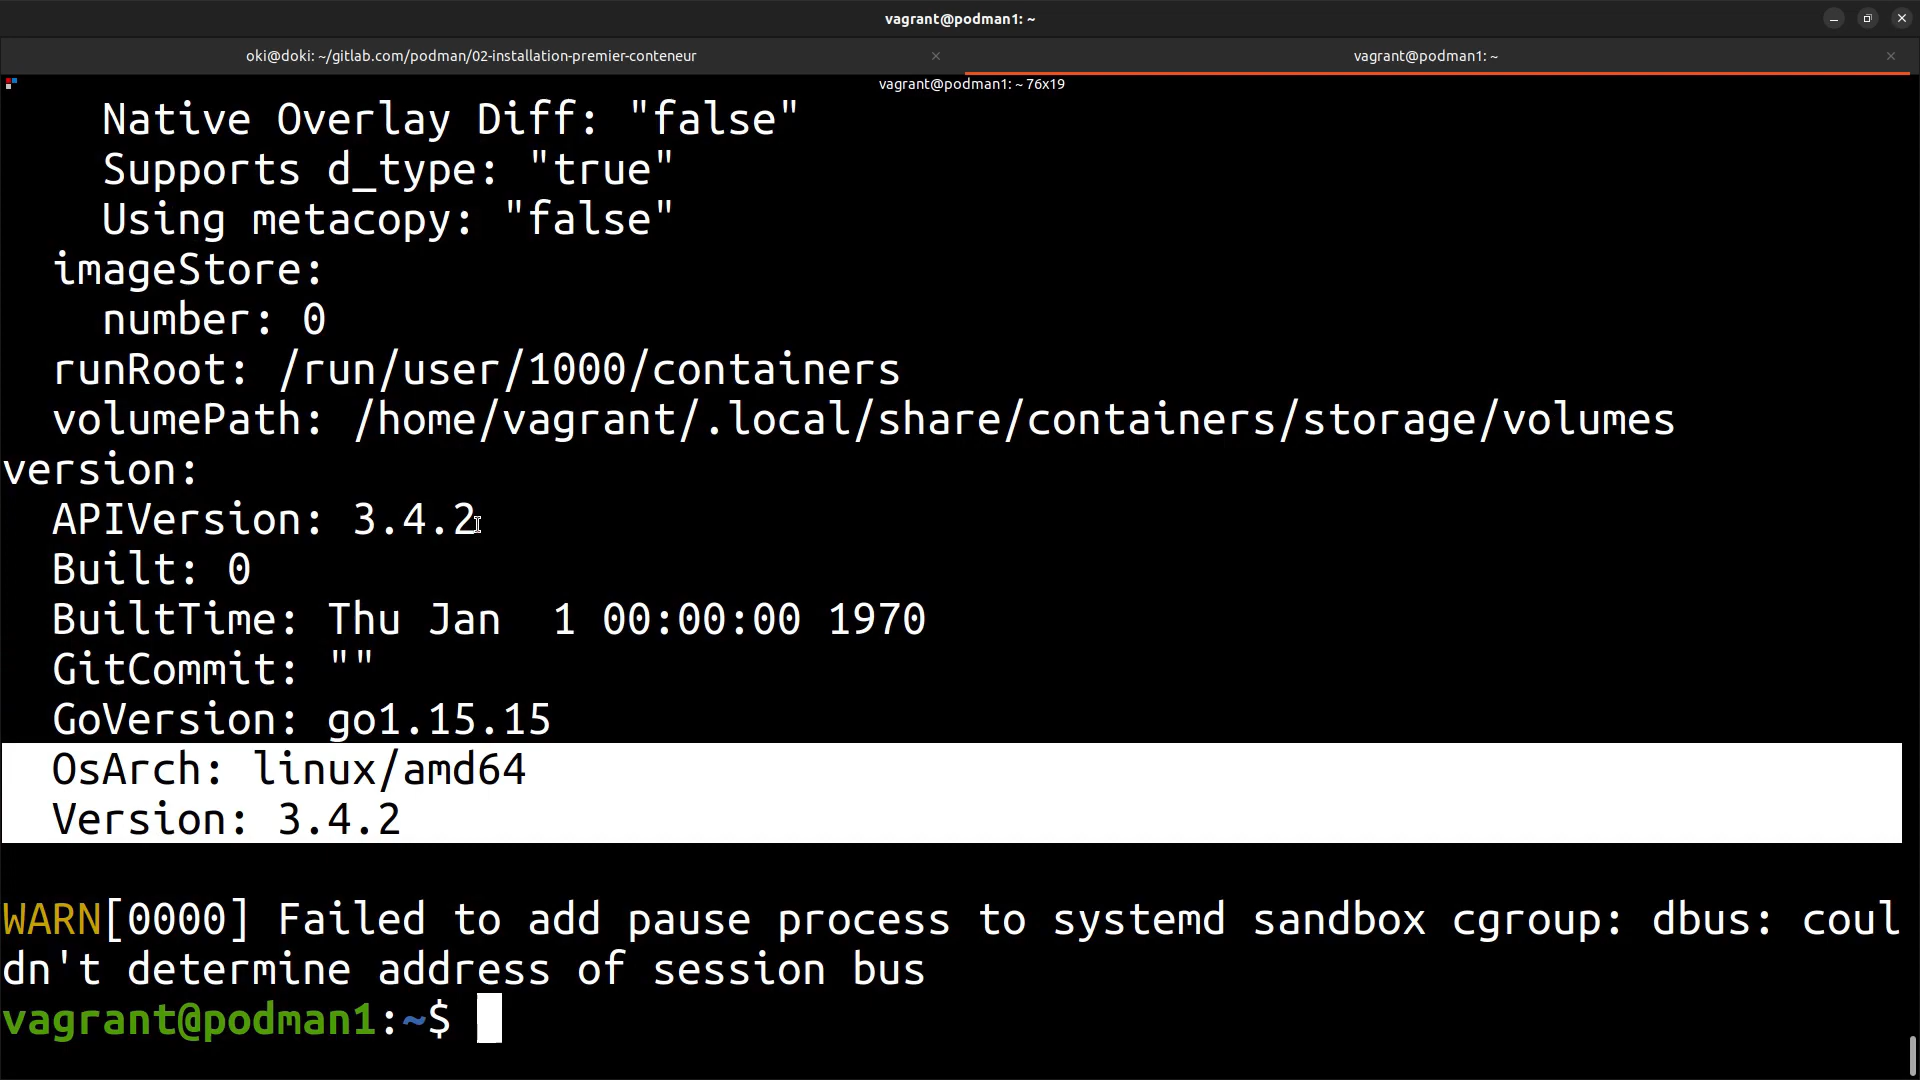 vagrant@podman1: ~
oki@doki: ~/gitlab.com/podman/02-installation-premier-conteneur
vagrant@podman1: ~
vagrant@podman1: ~ 76x19
Native Overlay Diff: "false"
Supports d_type: "true"
Using metacopy: "false"
imageStore:
number: 0
runRoot: /run/user/1000/containers
volumePath: /home/vagrant/.local/share/containers/storage/volumes
version:
APIVersion: 3.4.2
Built: 0
BuiltTime: Thu Jan  1 00:00:00 1970
GitCommit: ""
GoVersion: go1.15.15
OsArch: linux/amd64
Version: 3.4.2
WARN[0000] Failed to add pause process to systemd sandbox cgroup: dbus: coul
dn't determine address of session bus
vagrant@podman1:~$